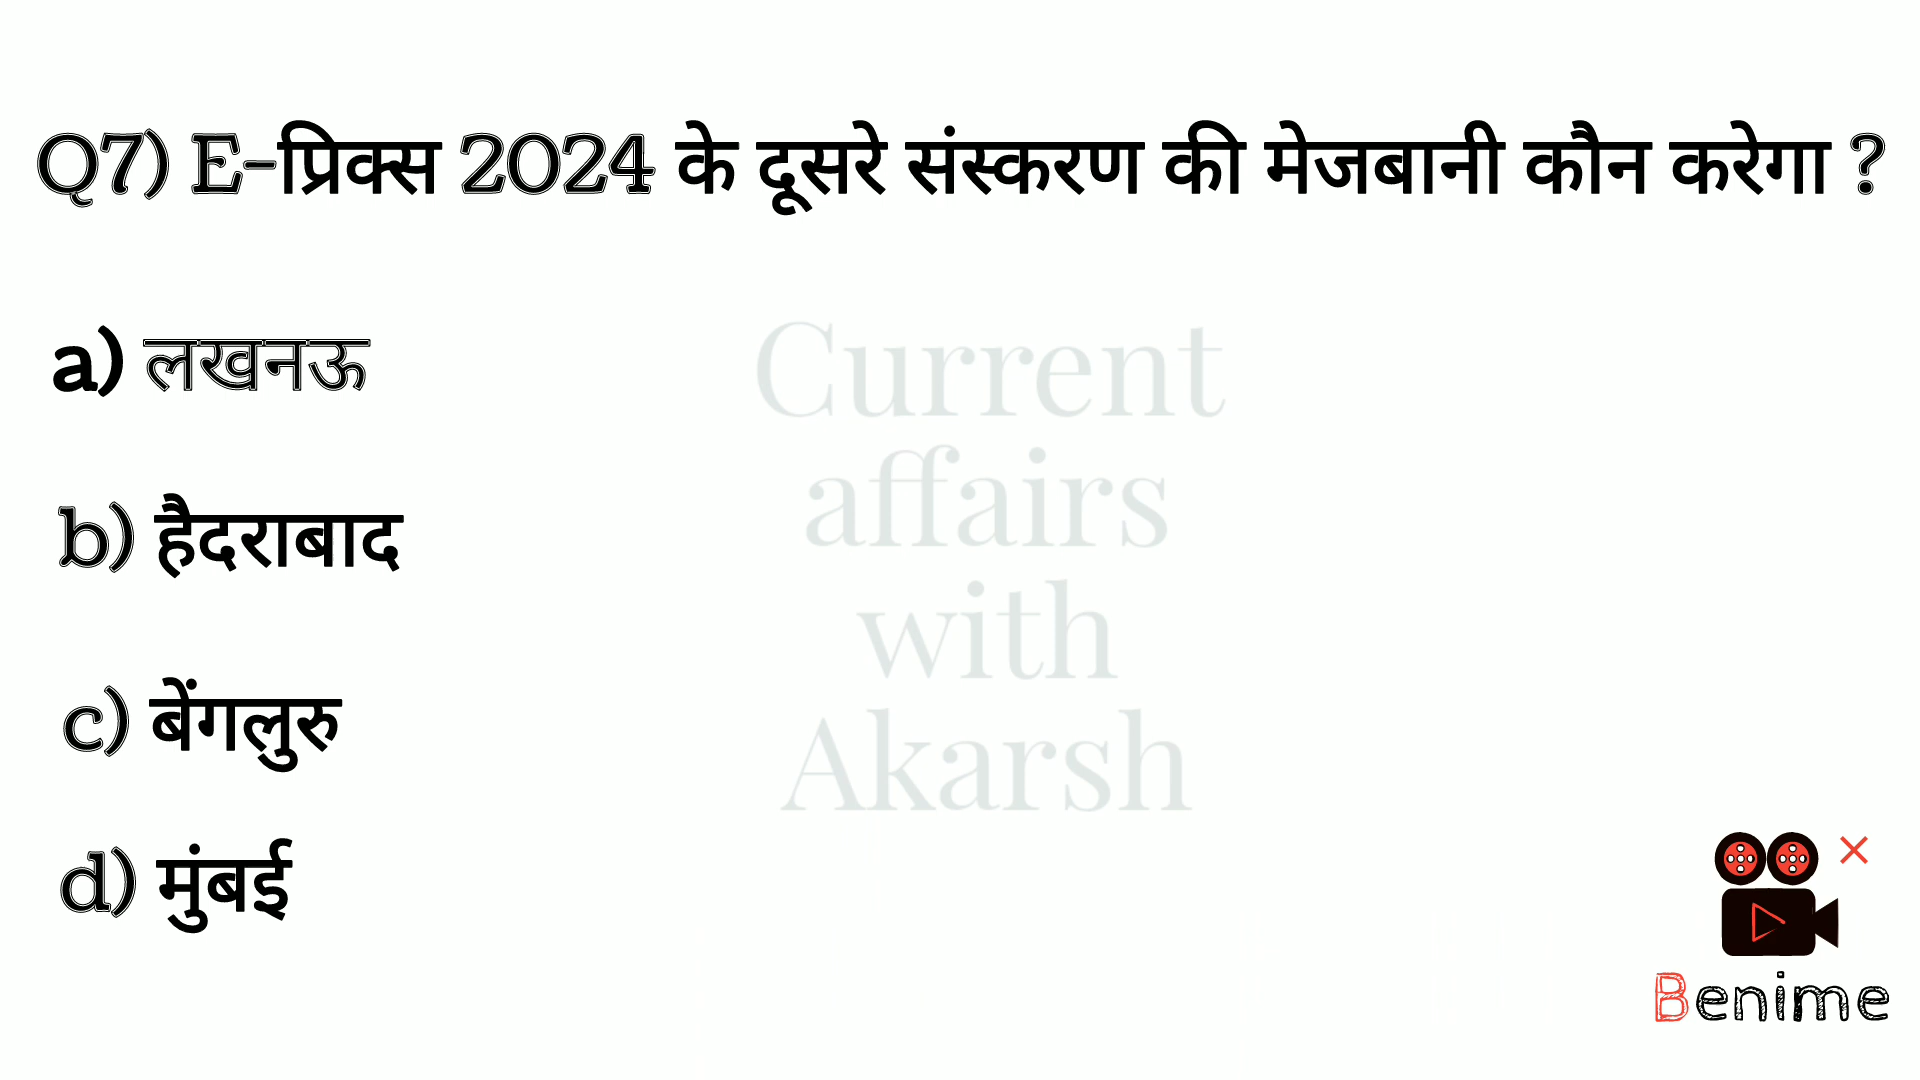 Q7) E-प्रिक्स 2024 के दूसरे संस्करण की मेजबानी कौन करेगा ?
a) लखनऊ
b) हैदराबाद
c) बेंगलुरु
d) मुंबई
Current
affairs
with
Akarsh
Benime